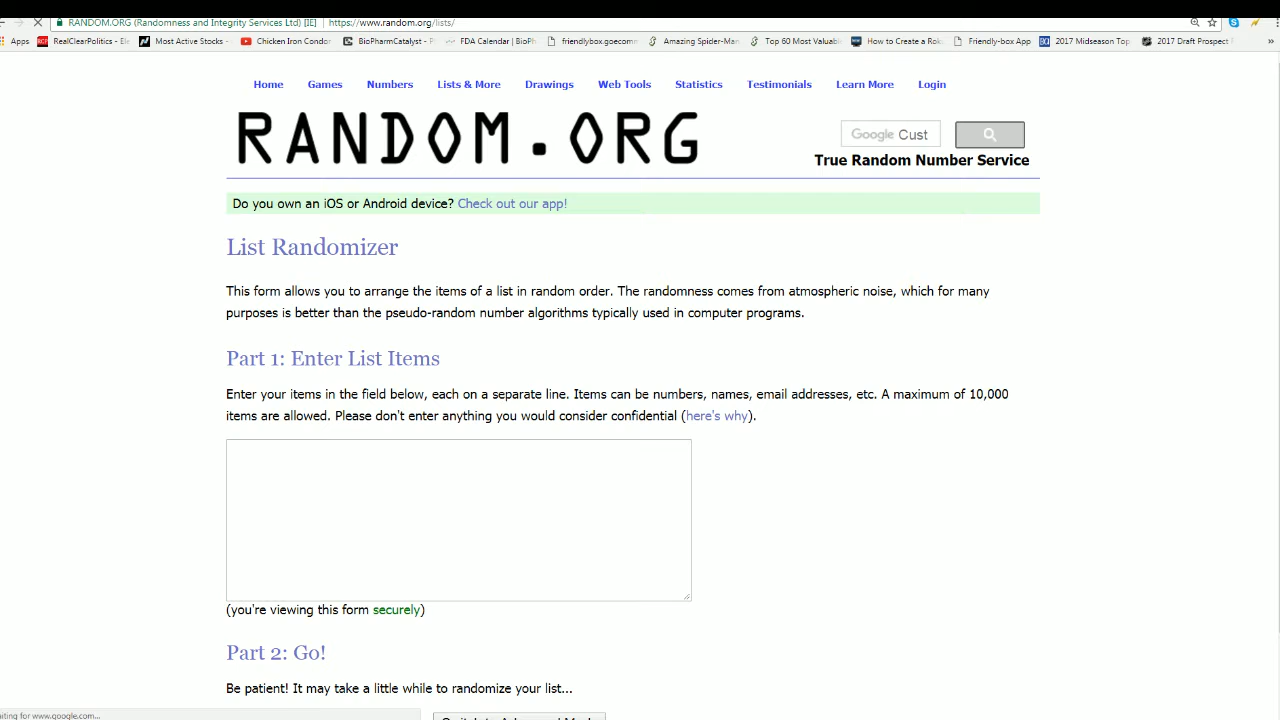 RANDOM.ORG (Randomness and Integrity Services Ltd) [IE] https://www.random.org/lists/
Apps RealClearPolitics - Ele Most Active Stocks - Chicken Iron Condor BioPharmCatalyst - FDA Calendar | BioPh friendlybox.goecomm Amazing Spider-Man Top 60 Most Valuabl How to Create a Rok Friendly-box App 2017 Midseason Top 2017 Draft Prospect »
Home Games Numbers Lists & More Drawings Web Tools Statistics Testimonials Learn More Login
RANDOM.ORG
Google Cust
True Random Number Service
Do you own an iOS or Android device? Check out our app!
List Randomizer
This form allows you to arrange the items of a list in random order. The randomness comes from atmospheric noise, which for many
purposes is better than the pseudo-random number algorithms typically used in computer programs.
Part 1: Enter List Items
Enter your items in the field below, each on a separate line. Items can be numbers, names, email addresses, etc. A maximum of 10,000
items are allowed. Please don't enter anything you would consider confidential (here's why).
(you're viewing this form securely)
Part 2: Go!
Be patient! It may take a little while to randomize your list...
aiting for www.google.com...